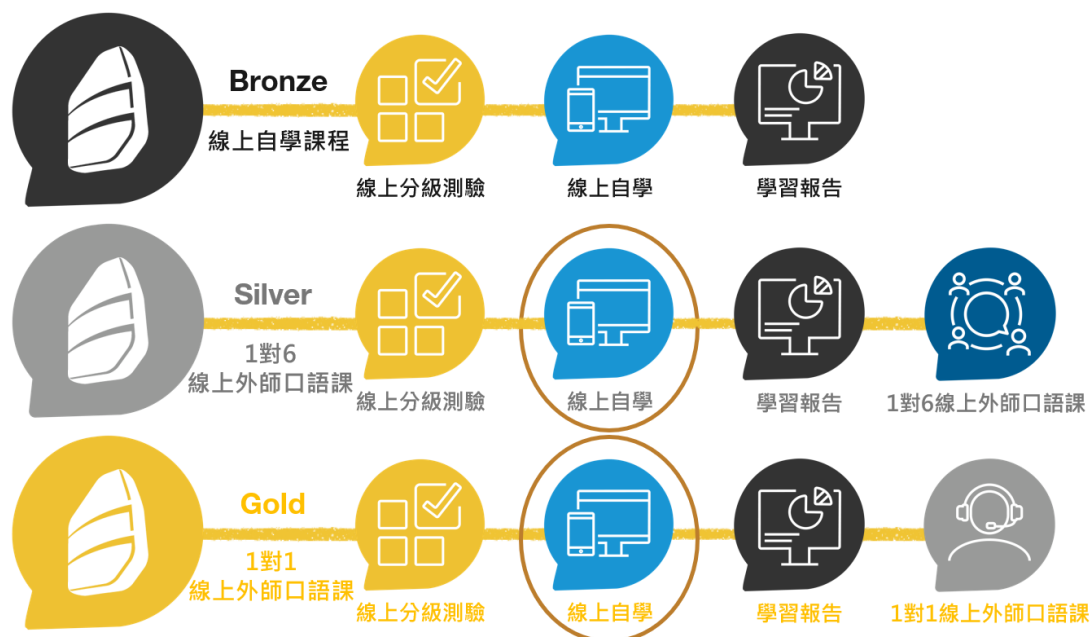 Bronze
線上自學課程
線上分級測驗
線上自學
學習報告
Silver
1對6
線上外師口語課
線上分級測驗
線上自學
學習報告
1對6線上外師口語課
Gold
1對1
線上外師口語課
線上分級測驗
線上自學
學習報告
1對1線上外師口語課